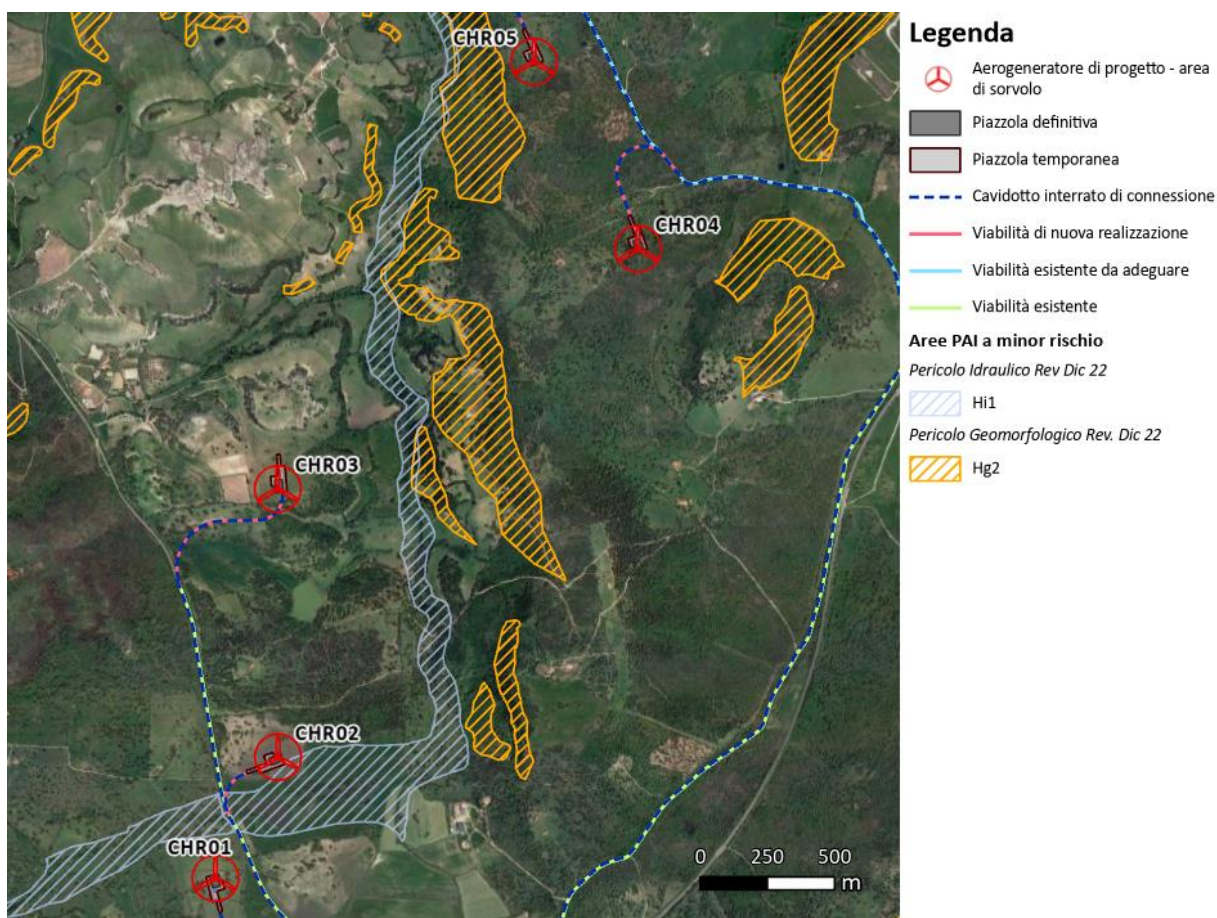 CHR05
CHR04
CHR03
CHR02
CHR01
0 250 500
m
Legenda
Aerogeneratore di progetto - area
di sorvolo
Piazzola definitiva
Piazzola temporanea
Cavidotto interrato di connessione
Viabilità di nuova realizzazione
Viabilità esistente da adeguare
Viabilità esistente
Aree PAI a minor rischio
Pericolo Idraulico Rev Dic 22
Hi1
Pericolo Geomorfologico Rev. Dic 22
Hg2